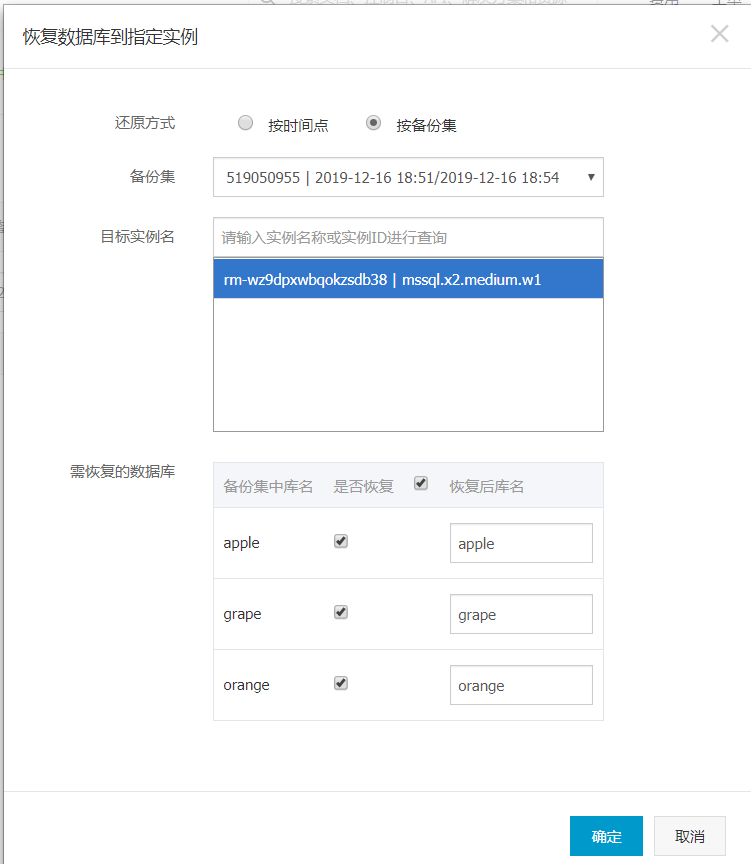 恢复数据库到指定实例
还原方式 按时间点 按备份集
备份集 519050955 | 2019-12-16 18:51/2019-12-16 18:54
目标实例名 请输入实例名称或实例ID进行查询
rm-wz9dpxwbqokzsdb38 | mssql.x2.medium.w1
需恢复的数据库
备份集中库名 是否恢复 恢复后库名
apple apple
grape grape
orange orange
确定 取消